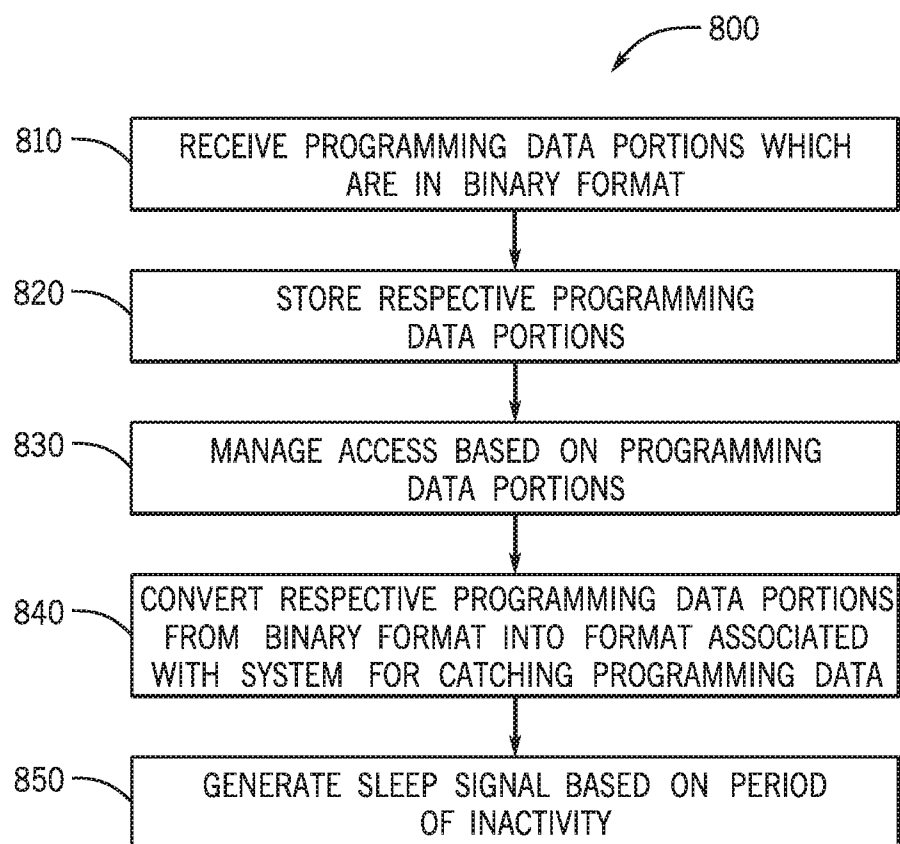 800
810
RECEIVE PROGRAMMING DATA PORTIONS WHICH
ARE IN BINARY FORMAT
820
STORE RESPECTIVE PROGRAMMING
DATA PORTIONS
830
MANAGE ACCESS BASED ON PROGRAMMING
DATA PORTIONS
840
CONVERT RESPECTIVE PROGRAMMING DATA PORTIONS
FROM BINARY FORMAT INTO FORMAT ASSOCIATED
WITH SYSTEM FOR CATCHING PROGRAMMING DATA
850
GENERATE SLEEP SIGNAL BASED ON PERIOD
OF INACTIVITY